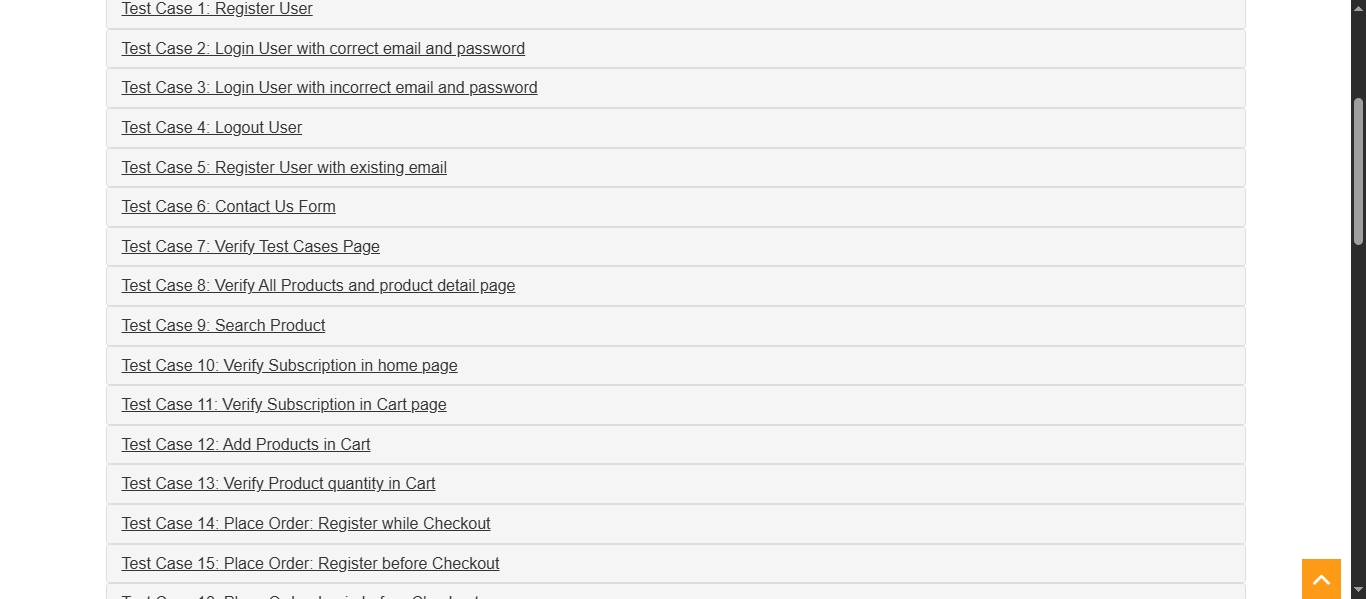 Test Case 1: Register User
Test Case 2: Login User with correct email and password
Test Case 3: Login User with incorrect email and password
Test Case 4: Logout User
Test Case 5: Register User with existing email
Test Case 6: Contact Us Form
Test Case 7: Verify Test Cases Page
Test Case 8: Verify All Products and product detail page
Test Case 9: Search Product
Test Case 10: Verify Subscription in home page
Test Case 11: Verify Subscription in Cart page
Test Case 12: Add Products in Cart
Test Case 13: Verify Product quantity in Cart
Test Case 14: Place Order: Register while Checkout
Test Case 15: Place Order: Register before Checkout